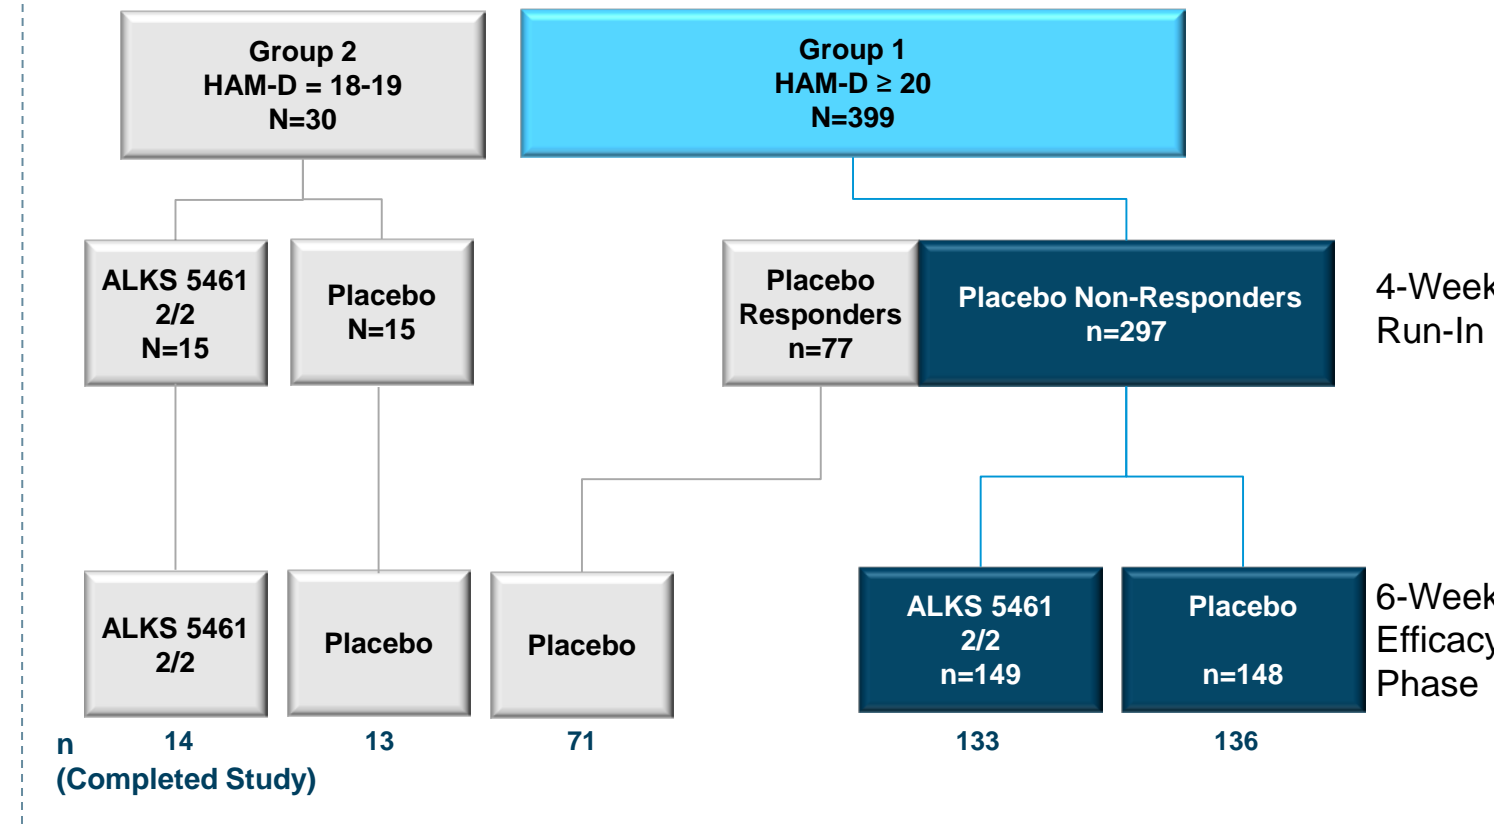 Group 2
HAM-D = 18-19
N=30
Group 1
HAM-D ≥ 20
N=399
ALKS 5461
2/2
N=15
Placebo
N=15
Placebo
Responders
n=77
Placebo Non-Responders
n=297
4-Week
Run-In
ALKS 5461
2/2
Placebo
Placebo
ALKS 5461
2/2
n=149
Placebo
n=148
6-Week
Efficacy
Phase
n 14 13 71 133 136
(Completed Study)